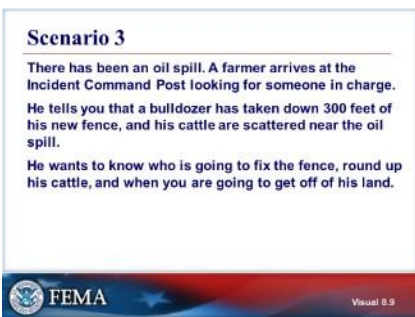 Scenario 3
There has been an oil spill. A farmer arrives at the
Incident Command Post looking for someone in charge.
He tells you that a bulldozer has taken down 300 feet of
his new fence, and his cattle are scattered near the oil
spill.
He wants to know who is going to fix the fence, round up
his cattle, and when you are going to get off of his land.
FEMA
Visual 8.9